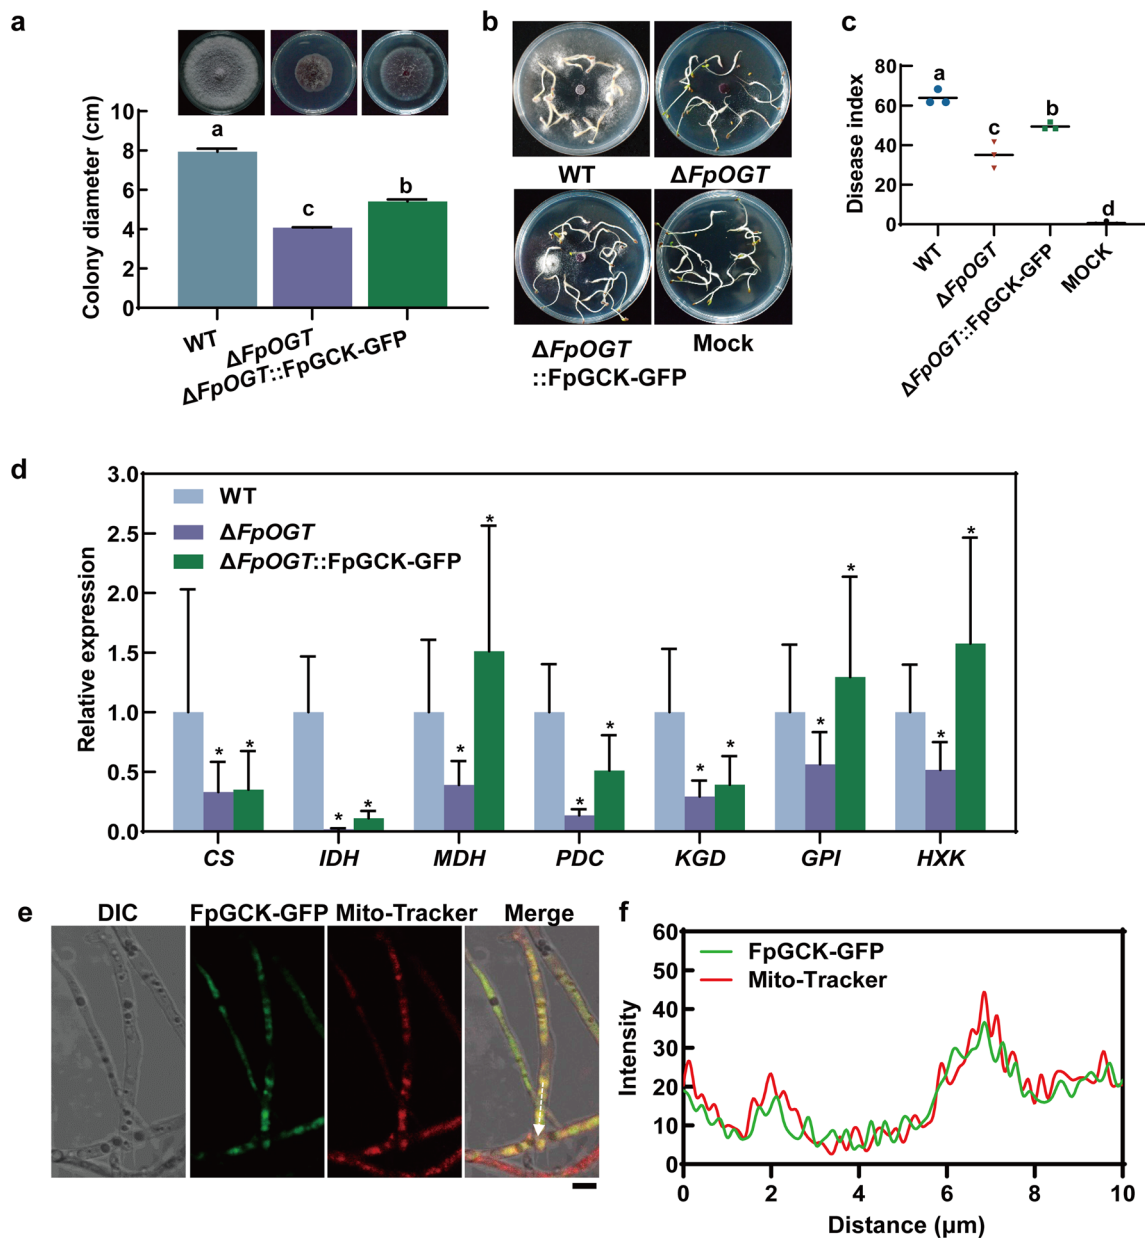 a
Colony diameter (cm)
10
8
6
4
2
0
a
c
b
WT
ΔFpOGT
ΔFpOGT::FpGCK-GFP
b
WT
ΔFpOGT
ΔFpOGT
::FpGCK-GFP
Mock
c
Disease index
80
60
40
20
0
a
c
b
d
WT
ΔFpOGT
ΔFpOGT::FpGCK-GFP
MOCK
d
Relative expression
3.0
2.5
2.0
1.5
1.0
0.5
0.0
WT
ΔFpOGT
ΔFpOGT::FpGCK-GFP
* * * * * * * * * * * * * *
CS IDH MDH PDC KGD GPI HXK
e
DIC FpGCK-GFP Mito-Tracker Merge
f
Intensity
60
50
40
30
20
10
0
FpGCK-GFP
Mito-Tracker
0 2 4 6 8 10
Distance (μm)